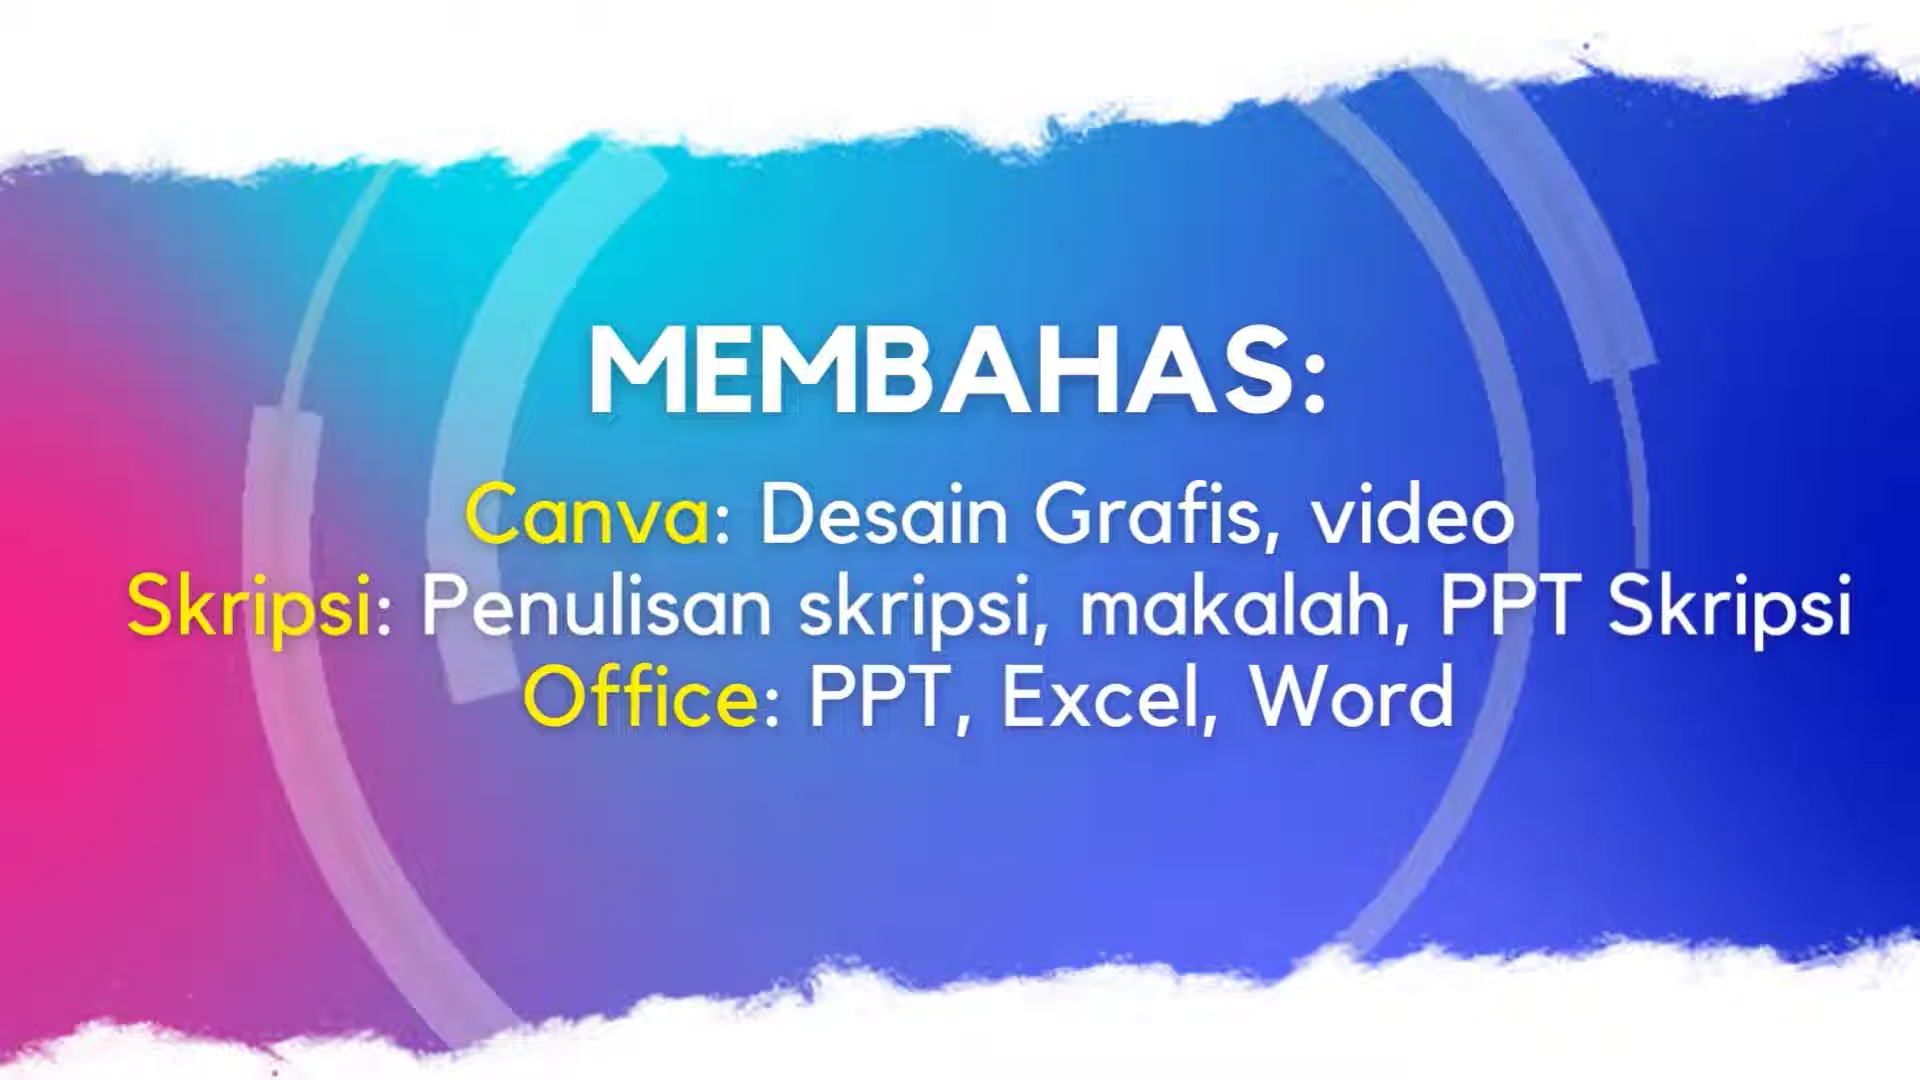 MEMBAHAS:
Canva: Desain Grafis, video
Skripsi: Penulisan skripsi, makalah, PPT Skripsi
Office: PPT, Excel, Word